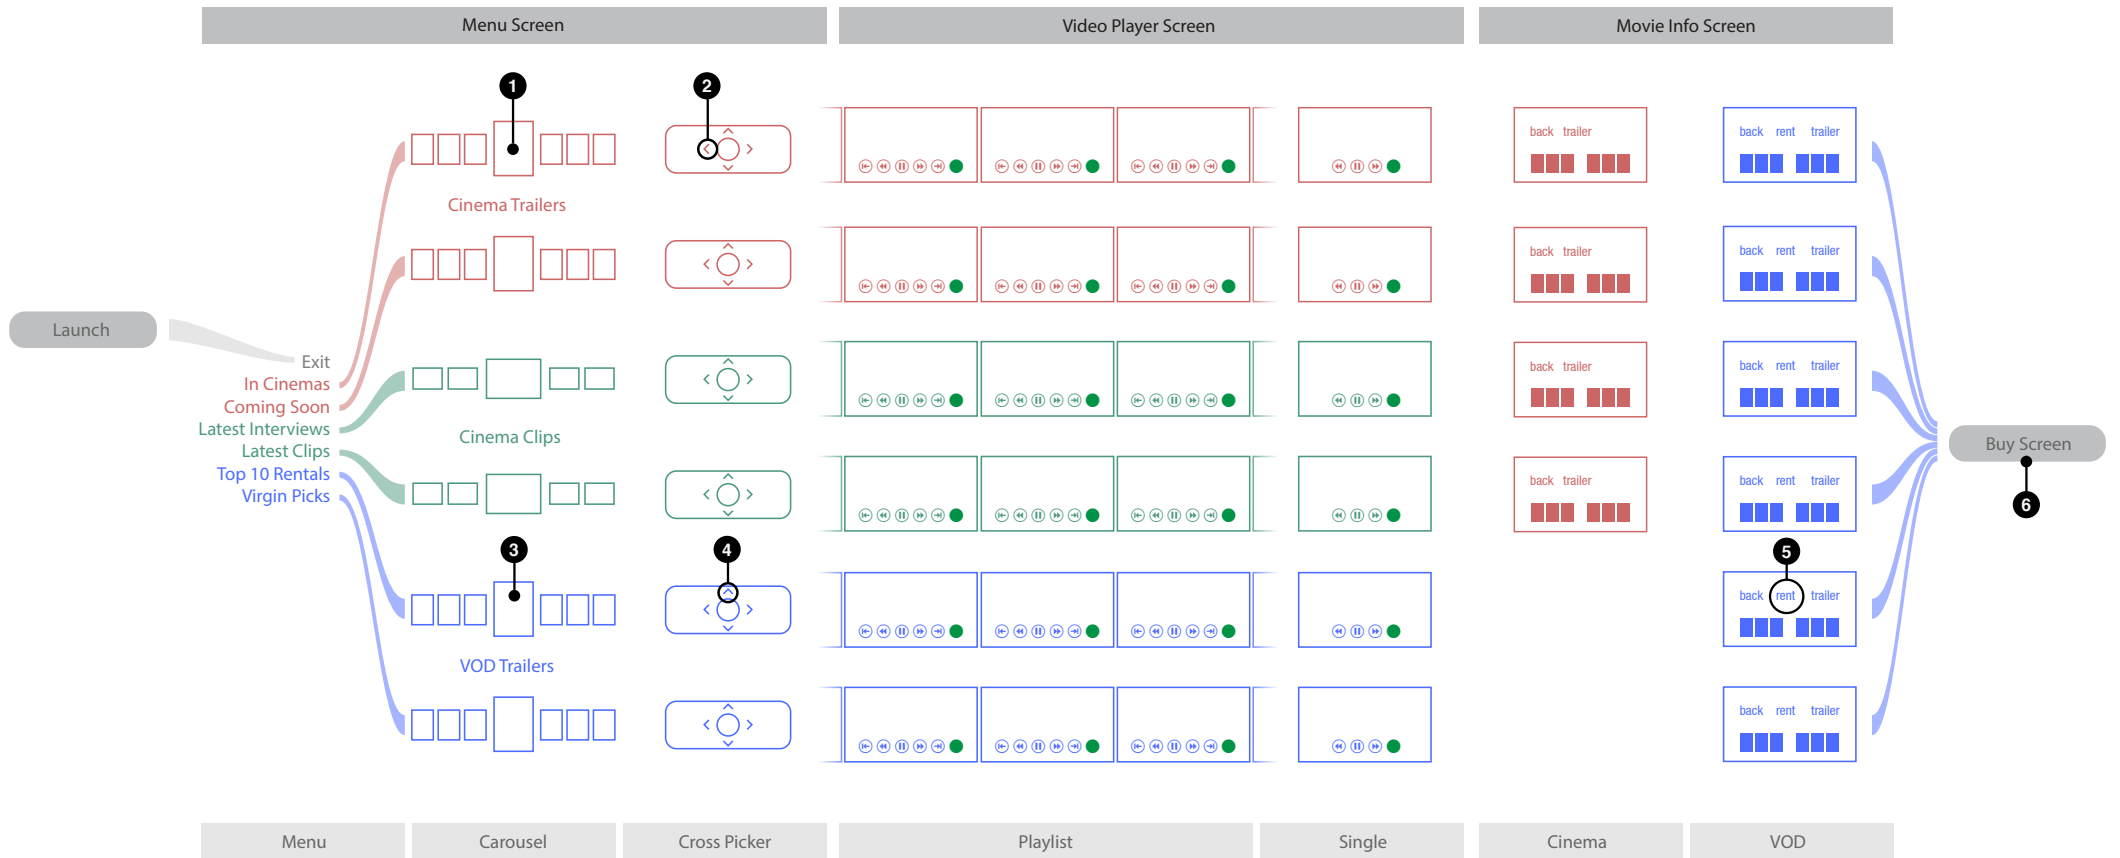 Menu Screen
Video Player Screen
Movie Info Screen
1
2
back trailer
back rent trailer
Cinema Trailers
back trailer
back rent trailer
Launch
Exit
In Cinemas
Coming Soon
Latest Interviews
Latest Clips
Top 10 Rentals
Virgin Picks
back trailer
back rent trailer
Cinema Clips
Buy Screen
back trailer
back rent trailer
6
3
4
5
back rent trailer
VOD Trailers
back rent trailer
Menu
Carousel
Cross Picker
Playlist
Single
Cinema
VOD